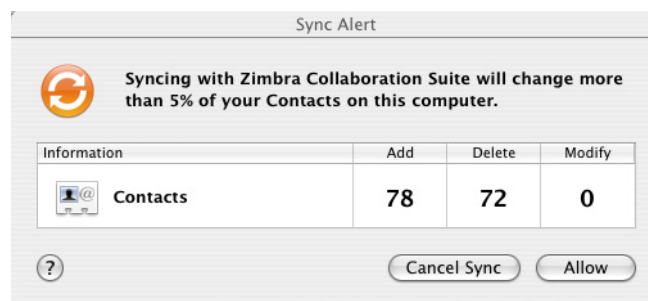 Sync Alert
Syncing with Zimbra Collaboration Suite will change more
than 5% of your Contacts on this computer.
Information Add Delete Modify
@ Contacts 78 72 0
? Cancel Sync Allow